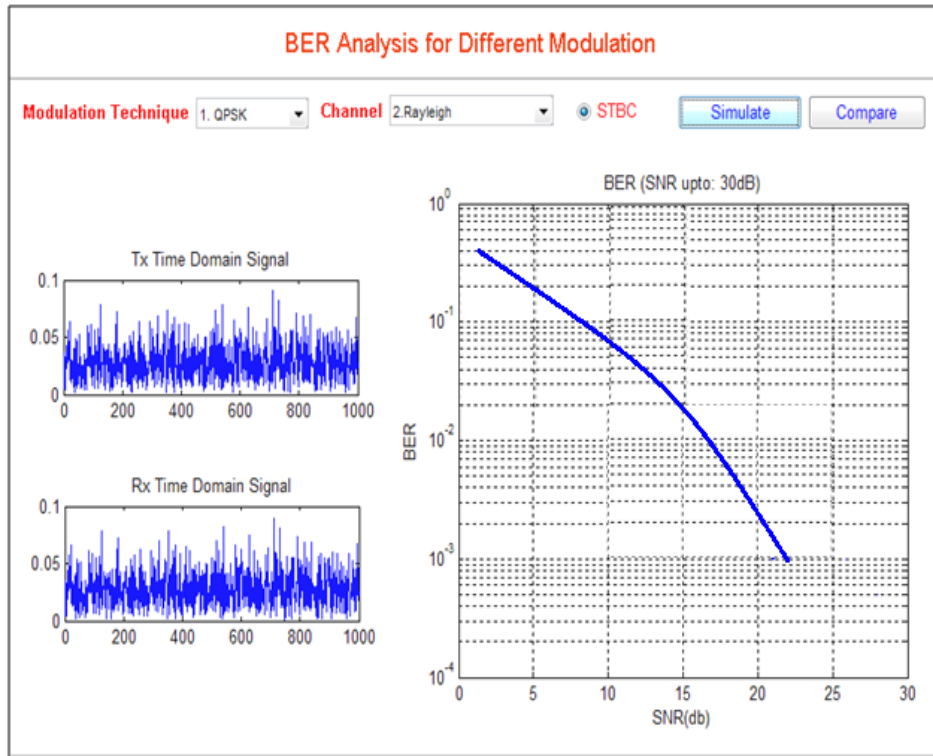 BER Analysis for Different Modulation
Modulation Technique 1. QPSK Channel 2.Rayleigh STBC Simulate Compare
Tx Time Domain Signal
0.1
0.05
0
0 200 400 600 800 1000
Rx Time Domain Signal
0.1
0.05
0
0 200 400 600 800 1000
BER (SNR upto: 30dB)
10^0
10^-1
10^-2
10^-3
10^-4
BER
0 5 10 15 20 25 30
SNR(db)